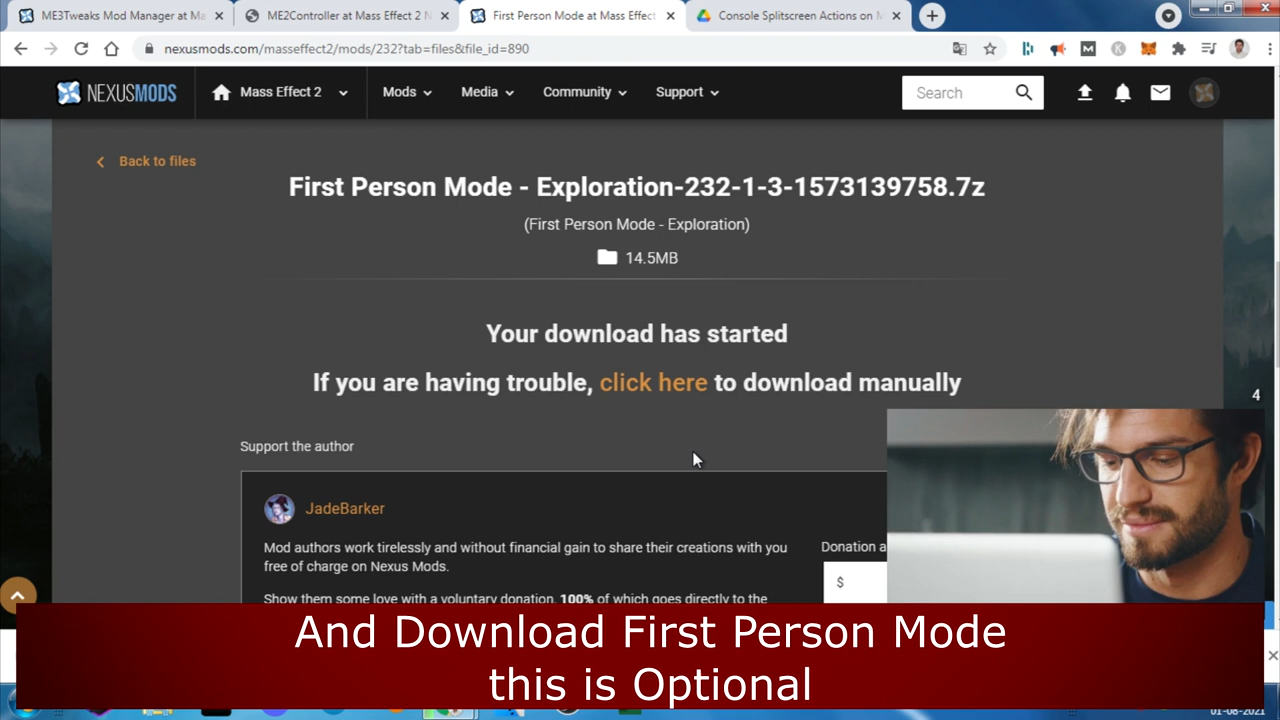 ME3Tweaks Mod Manager at Ma
ME2Controller at Mass Effect 2 N
First Person Mode at Mass Effect
Console Splitscreen Actions on M
nexusmods.com/masseffect2/mods/232?tab=files&file_id=890
NEXUSMODS
Mass Effect 2
Mods
Media
Community
Support
Search
Back to files
First Person Mode - Exploration-232-1-3-1573139758.7z
(First Person Mode - Exploration)
14.5MB
Your download has started
If you are having trouble, click here to download manually
4
Support the author
JadeBarker
Mod authors work tirelessly and without financial gain to share their creations with you
free of charge on Nexus Mods.
Donation a
$
Show them some love with a voluntary donation, 100% of which goes directly to the
And Download First Person Mode
this is Optional
01-08-2021